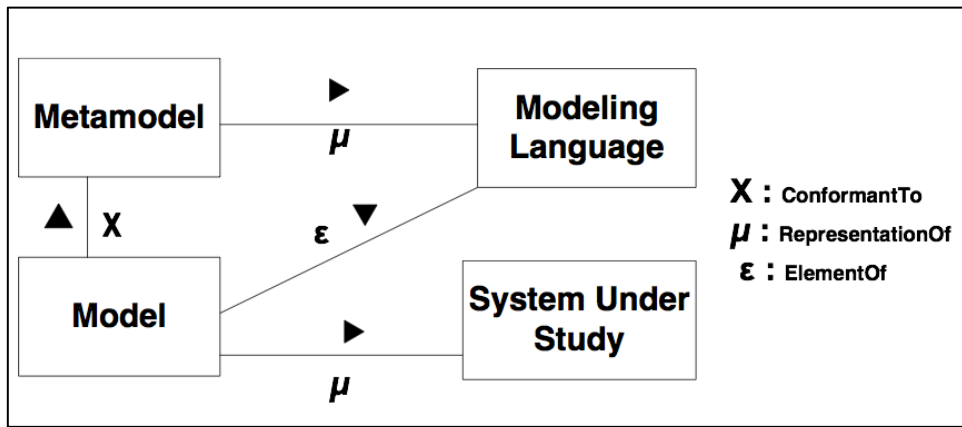 Metamodel
μ
Modeling
Language
X
ε
X : ConformantTo
μ : RepresentationOf
ε : ElementOf
Model
μ
System Under
Study